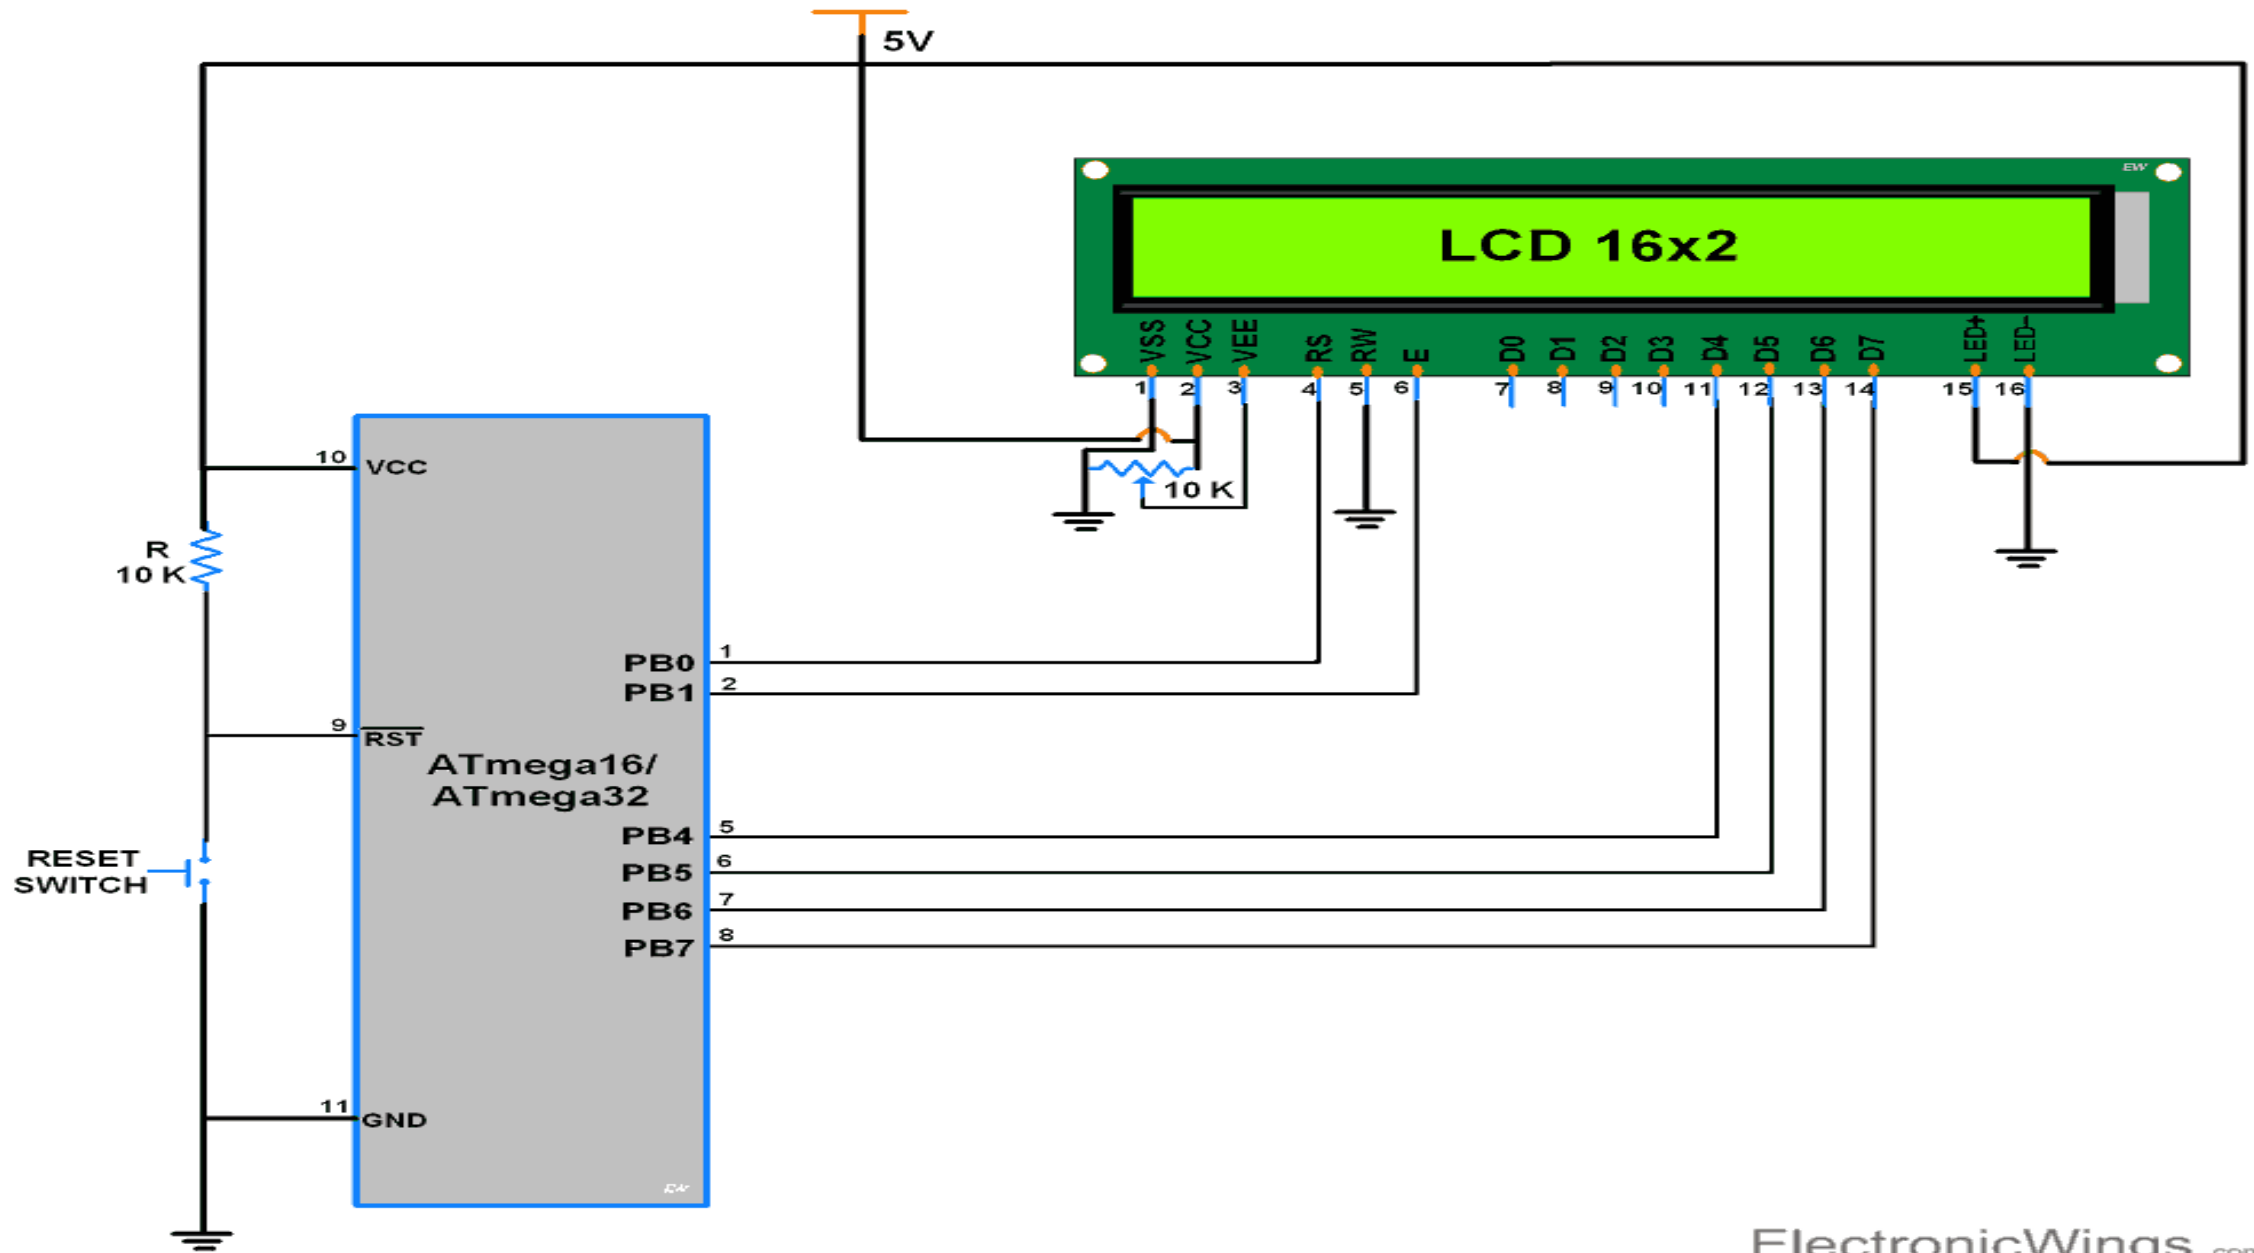 5V
EW
LCD 16x2
VSS VCC VEE RS RW E D0 D1 D2 D3 D4 D5 D6 D7 LED+ LED-
1 2 3 4 5 6 7 8 9 10 11 12 13 14 15 16
10 K
10 VCC
R
10 K
PB0 1
PB1 2
9 RST
ATmega16/
ATmega32
PB4 5
PB5 6
PB6 7
PB7 8
RESET
SWITCH
11 GND
EW
ElectronicWings.com